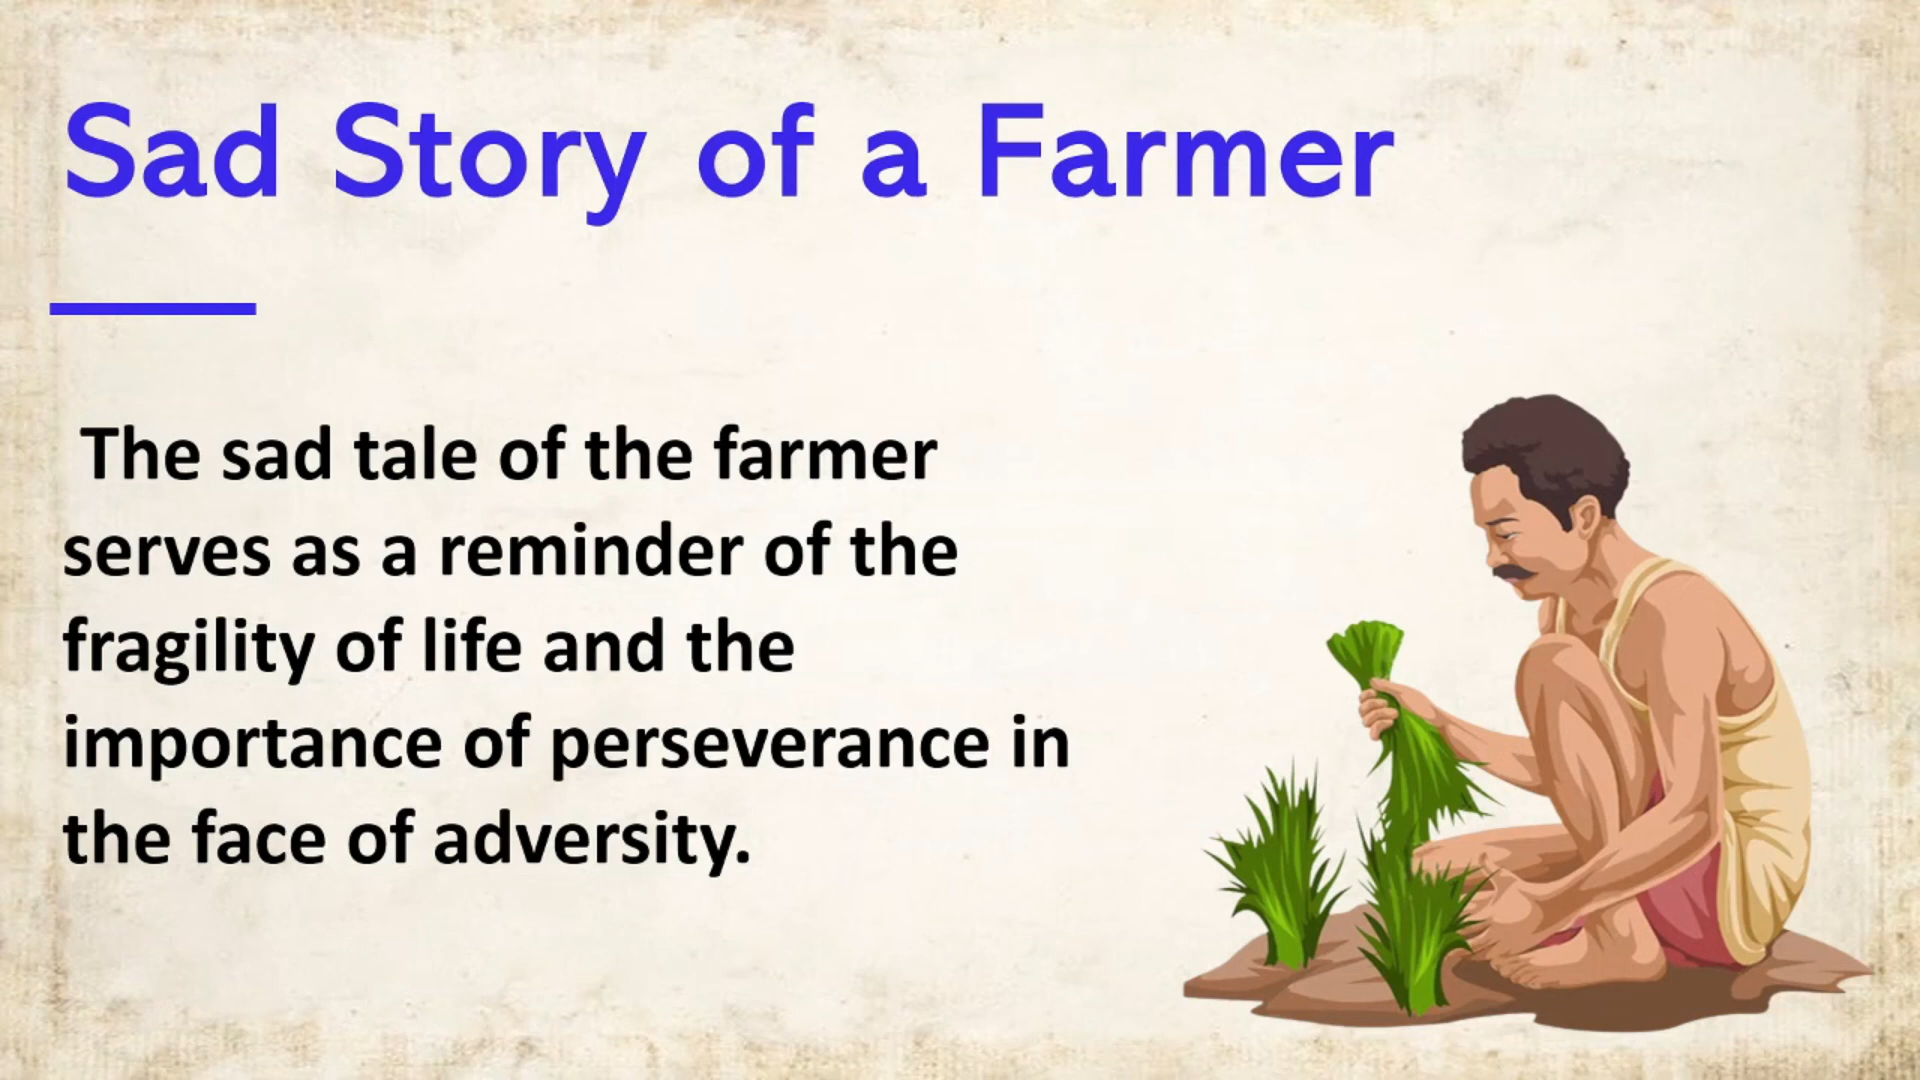 Sad Story of a Farmer
The sad tale of the farmer
serves as a reminder of the
fragility of life and the
importance of perseverance in
the face of adversity.